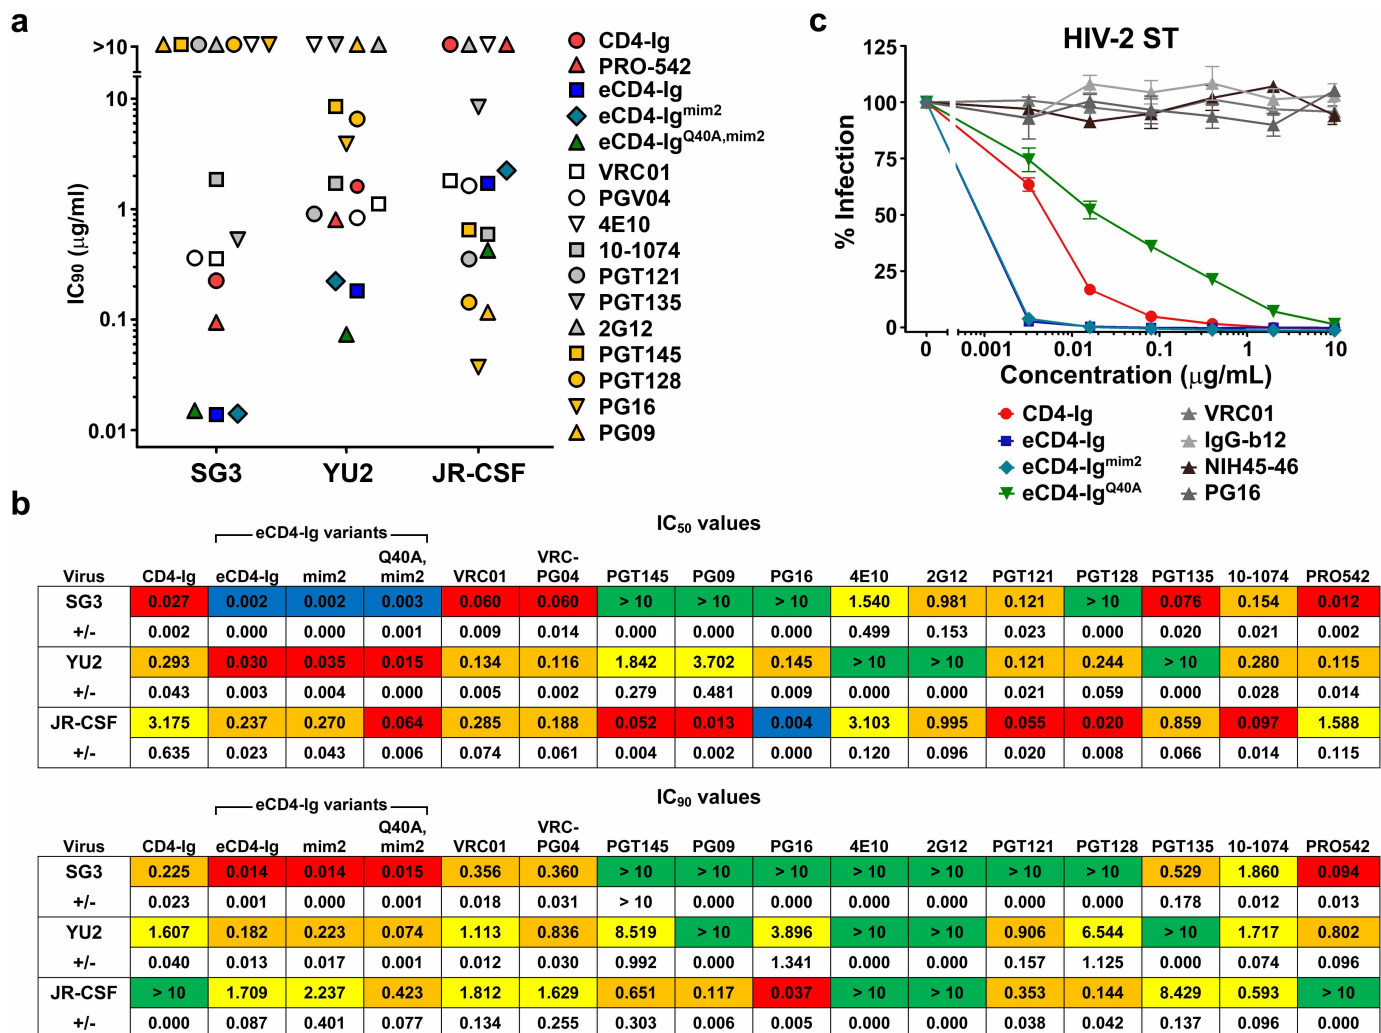 a
>10
10
1
0.1
0.01
IC90 (µg/ml)
SG3 YU2 JR-CSF
CD4-Ig
PRO-542
eCD4-Ig
eCD4-Igmim2
eCD4-IgQ40A,mim2
VRC01
PGV04
4E10
10-1074
PGT121
PGT135
2G12
PGT145
PGT128
PG16
PG09
c
HIV-2 ST
125
100
75
50
25
0
% Infection
0 0.001 0.01 0.1 1 10
Concentration (µg/mL)
CD4-Ig
eCD4-Ig
eCD4-Igmim2
eCD4-IgQ40A
VRC01
IgG-b12
NIH45-46
PG16
b
IC50 values
eCD4-Ig variants
Virus CD4-Ig eCD4-Ig mim2 Q40A, mim2 VRC01 VRC-PG04 PGT145 PG09 PG16 4E10 2G12 PGT121 PGT128 PGT135 10-1074 PRO542
SG3 0.027 0.002 0.002 0.003 0.060 0.060 > 10 > 10 > 10 1.540 0.981 0.121 > 10 0.076 0.154 0.012
+/- 0.002 0.000 0.000 0.001 0.009 0.014 0.000 0.000 0.000 0.499 0.153 0.023 0.000 0.020 0.021 0.002
YU2 0.293 0.030 0.035 0.015 0.134 0.116 1.842 3.702 0.145 > 10 > 10 0.121 0.244 > 10 0.280 0.115
+/- 0.043 0.003 0.004 0.000 0.005 0.002 0.279 0.481 0.009 0.000 0.000 0.021 0.059 0.000 0.028 0.014
JR-CSF 3.175 0.237 0.270 0.064 0.285 0.188 0.052 0.013 0.004 3.103 0.995 0.055 0.020 0.859 0.097 1.588
+/- 0.635 0.023 0.043 0.006 0.074 0.061 0.004 0.002 0.000 0.120 0.096 0.020 0.008 0.066 0.014 0.115
IC90 values
eCD4-Ig variants
Virus CD4-Ig eCD4-Ig mim2 Q40A, mim2 VRC01 VRC-PG04 PGT145 PG09 PG16 4E10 2G12 PGT121 PGT128 PGT135 10-1074 PRO542
SG3 0.225 0.014 0.014 0.015 0.356 0.360 > 10 > 10 > 10 > 10 > 10 > 10 > 10 0.529 1.860 0.094
+/- 0.023 0.001 0.000 0.001 0.018 0.031 > 10 0.000 0.000 0.000 0.000 0.000 0.000 0.178 0.012 0.013
YU2 1.607 0.182 0.223 0.074 1.113 0.836 8.519 > 10 3.896 > 10 > 10 0.906 6.544 > 10 1.717 0.802
+/- 0.040 0.013 0.017 0.001 0.012 0.030 0.992 0.000 1.341 0.000 0.000 0.157 1.125 0.000 0.074 0.096
JR-CSF > 10 1.709 2.237 0.423 1.812 1.629 0.651 0.117 0.037 > 10 > 10 0.353 0.144 8.429 0.593 > 10
+/- 0.000 0.087 0.401 0.077 0.134 0.255 0.303 0.006 0.005 0.000 0.000 0.038 0.042 0.137 0.096 0.000